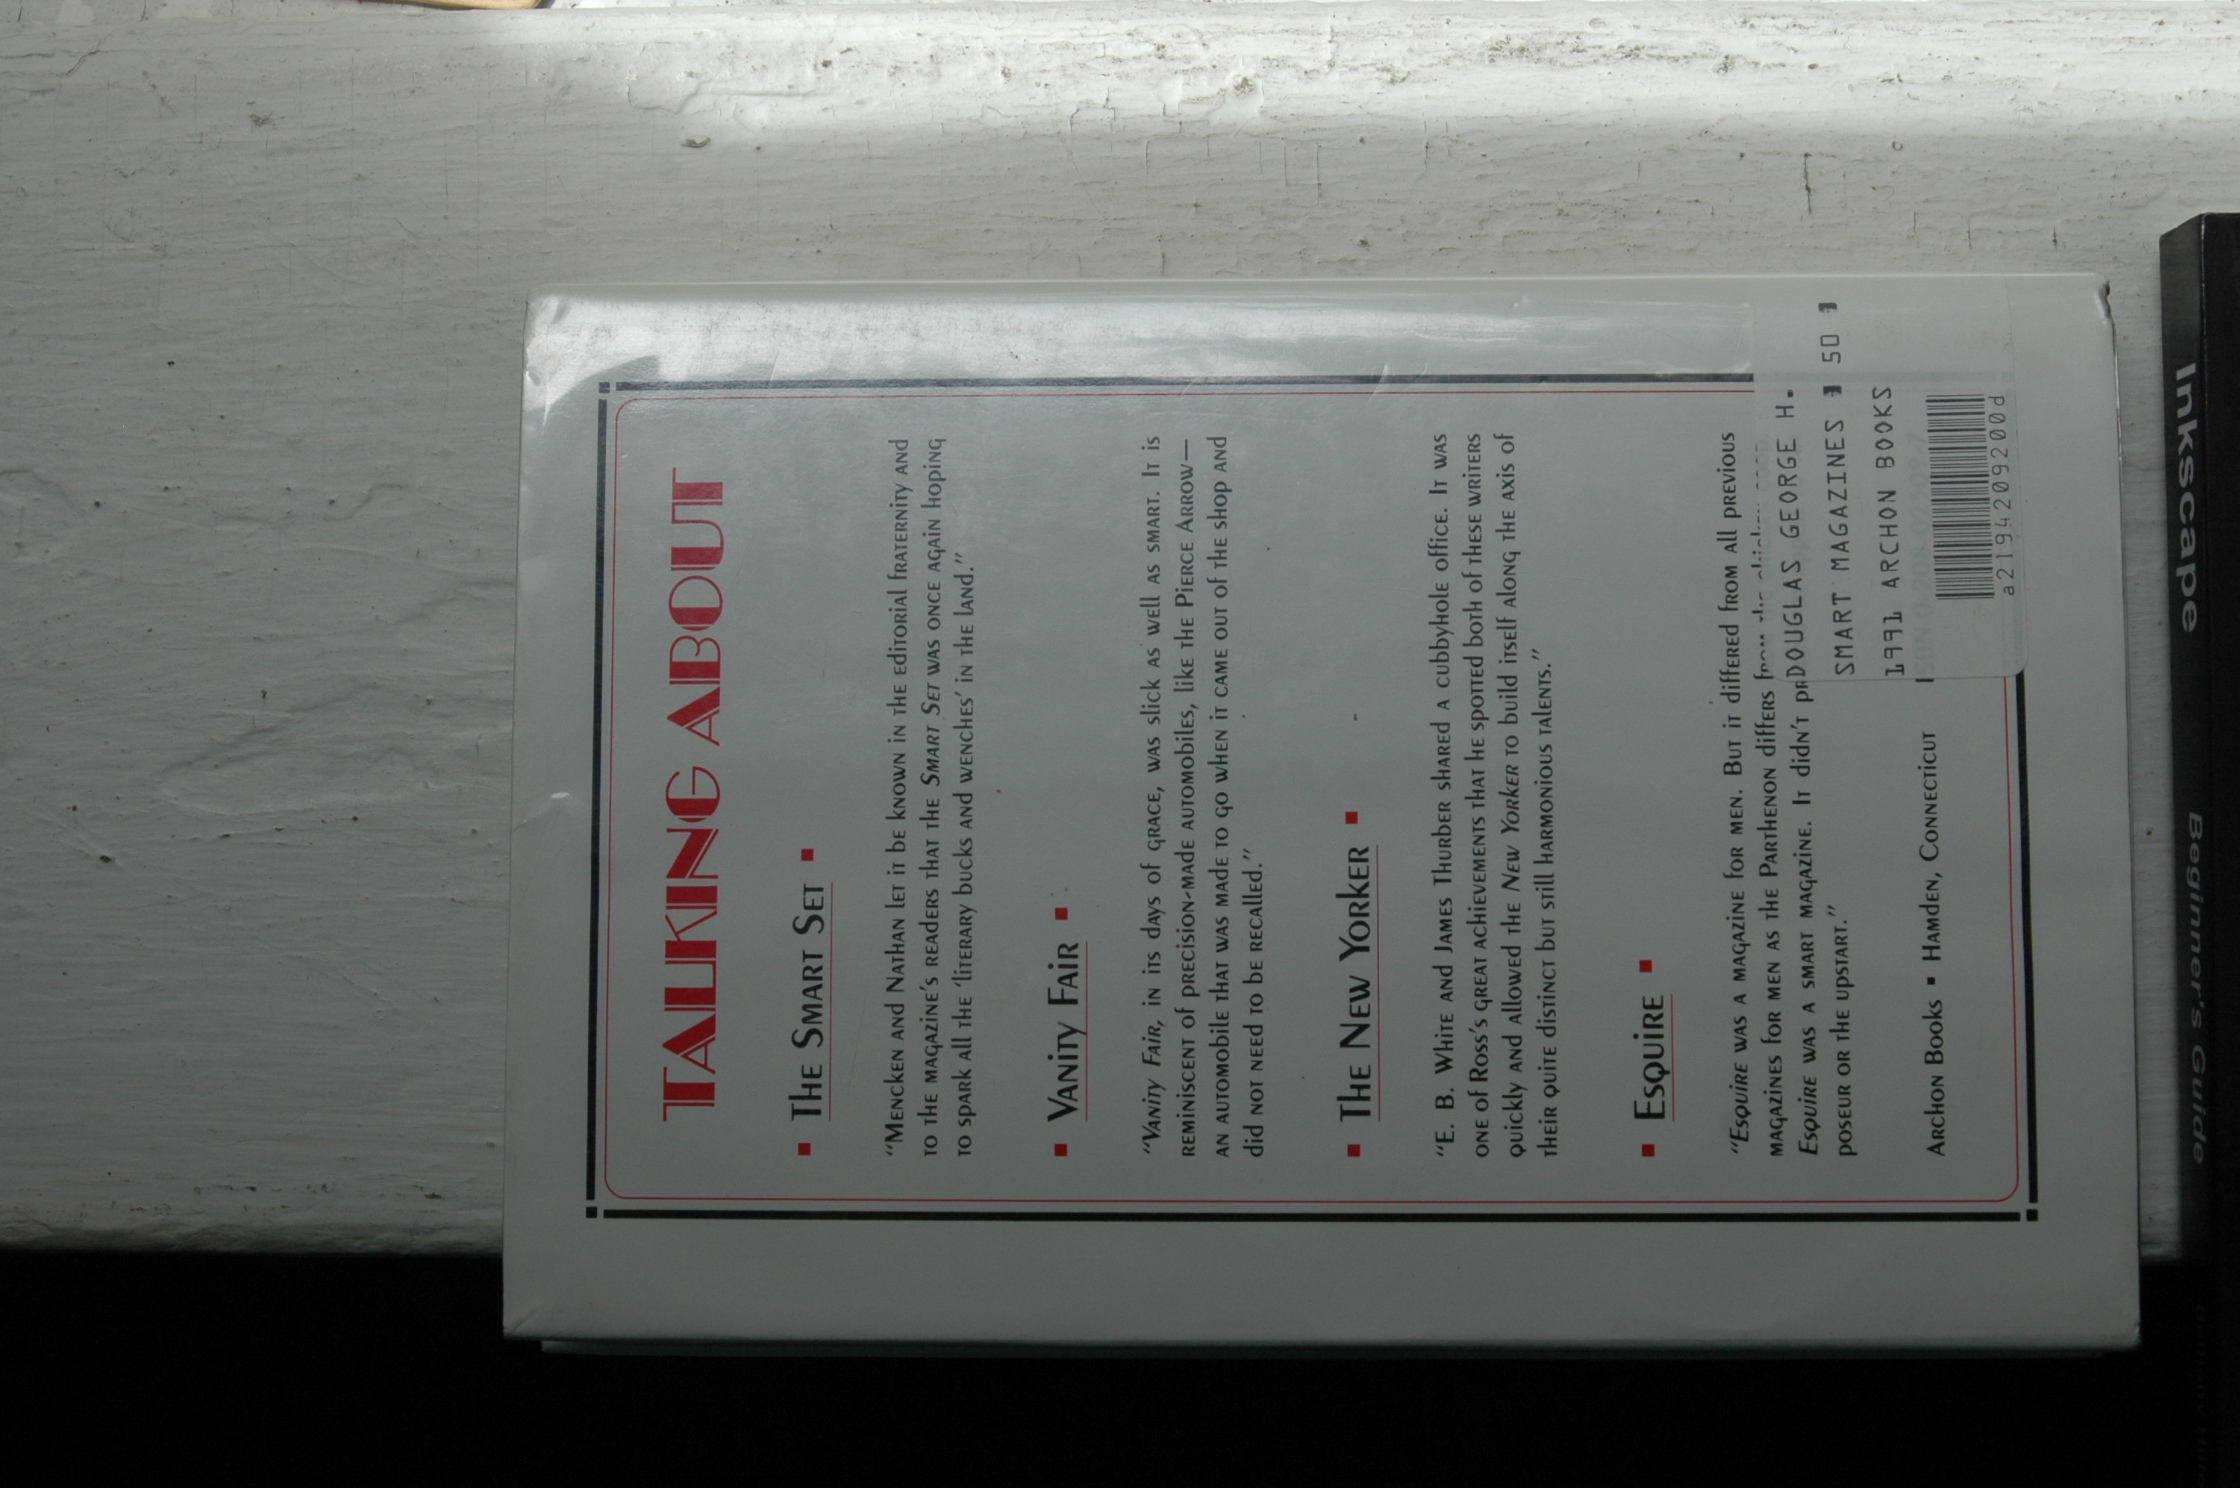 TALKING ABOUT
▪ The Smart Set ▪
“Mencken and Nathan let it be known in the editorial fraternity and
to the magazine’s readers that the Smart Set was once again hoping
to spark all the ‘literary bucks and wenches’ in the land.”
▪ Vanity Fair ▪
“Vanity Fair, in its days of grace, was slick as well as smart. It is
reminiscent of precision-made automobiles, like the Pierce Arrow—
an automobile that was made to go when it came out of the shop and
did not need to be recalled.”
▪ The New Yorker ▪
“E. B. White and James Thurber shared a cubbyhole office. It was
one of Ross’s great achievements that he spotted both of these writers
quickly and allowed the New Yorker to build itself along the axis of
their quite distinct but still harmonious talents.”
▪ Esquire ▪
“Esquire was a magazine for men. But it differed from all previous
magazines for men as the Parthenon differs from the chicken coop.
Esquire was a smart magazine. It didn’t
poseur or the upstart.”
Archon Books ▪ Hamden, Connecticut
DOUGLAS GEORGE H.
SMART MAGAZINES 50
1991 ARCHON BOOKS
ISBN 0-208-02309-7
a2194209200d
Inkscape Beginner's Guide